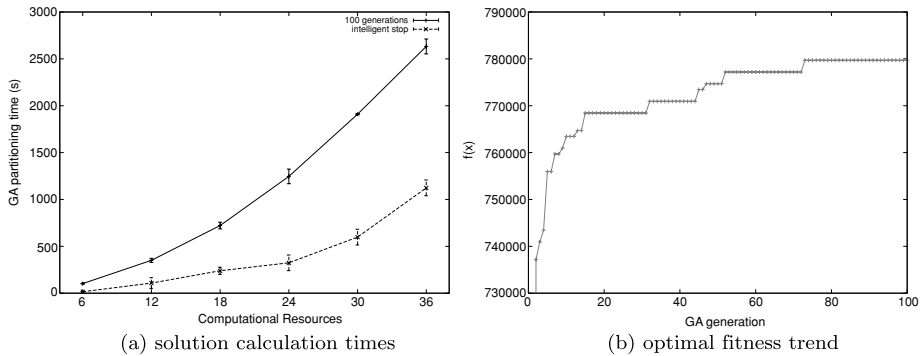 3000
2500
2000
1500
1000
500
0
GA partitioning time (s)
100 generations
intelligent stop
6 12 18 24 30 36
Computational Resources
(a) solution calculation times
790000
780000
770000
760000
750000
740000
730000
f(x)
0 20 40 60 80 100
GA generation
(b) optimal fitness trend